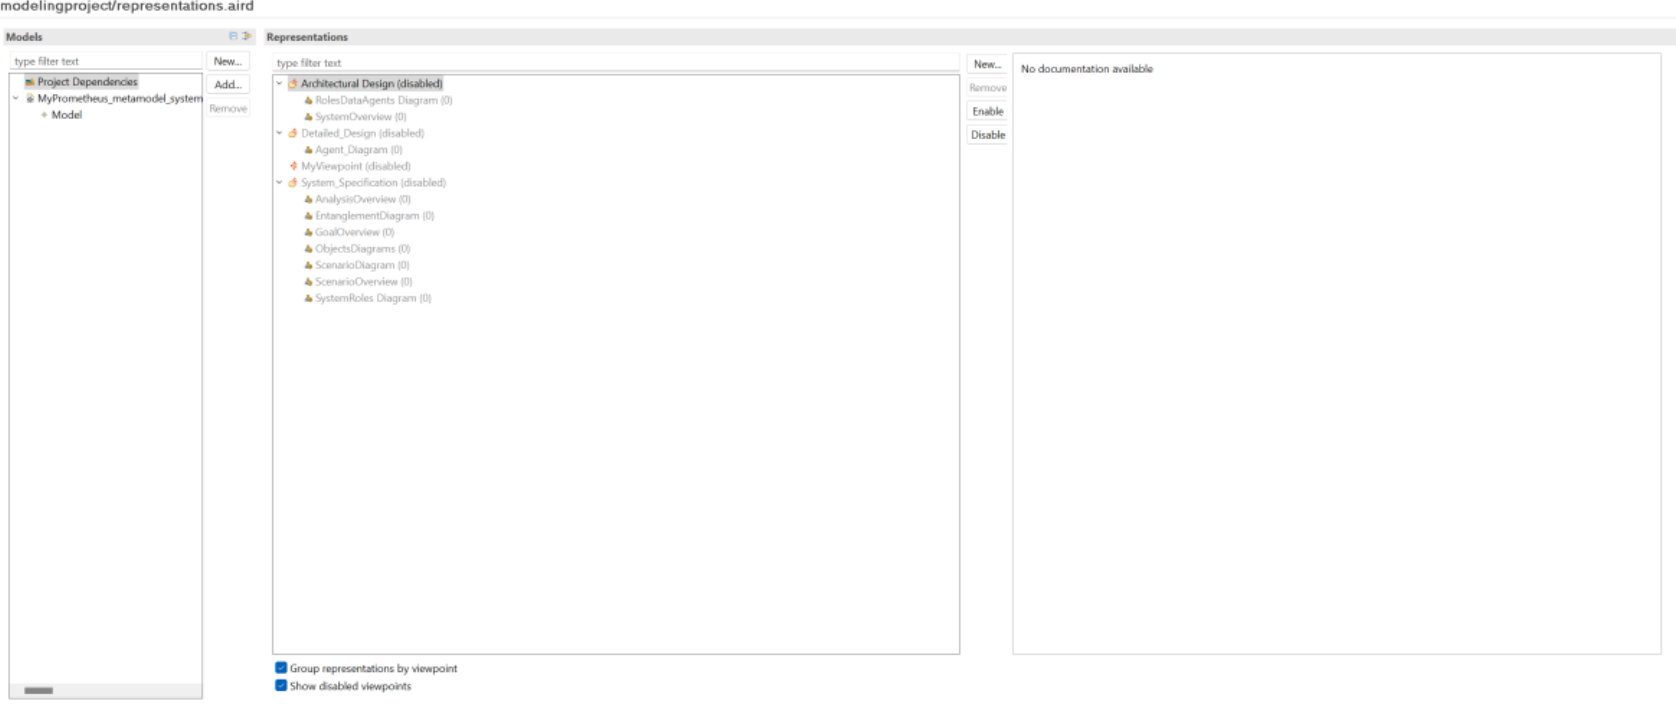 modelingproject/representations.aird
Models
type filter text
New...
Project Dependencies
Add...
MyPrometheus_metamodel_system
Remove
Model
Representations
type filter text
New...
Architectural Design (disabled)
Remove
RolesDataAgents Diagram (0)
Enable
SystemOverview (0)
Detailed_Design (disabled)
Disable
Agent_Diagram (0)
MyViewpoint (disabled)
System_Specification (disabled)
AnalysisOverview (0)
EntanglementDiagram (0)
GoalOverview (0)
ObjectsDiagrams (0)
ScenarioDiagram (0)
ScenarioOverview (0)
SystemRoles Diagram (0)
No documentation available
Group representations by viewpoint
Show disabled viewpoints